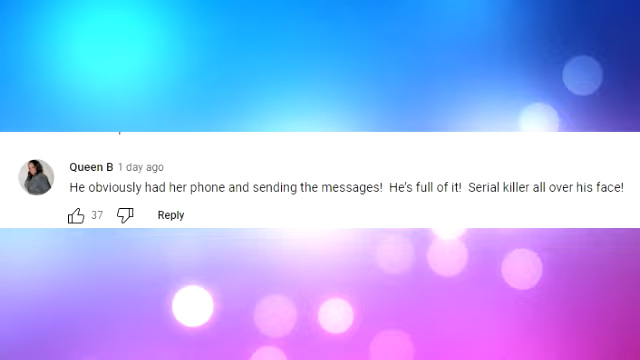 Queen B 1 day ago
He obviously had her phone and sending the messages! He's full of it! Serial killer all over his face!
37 Reply